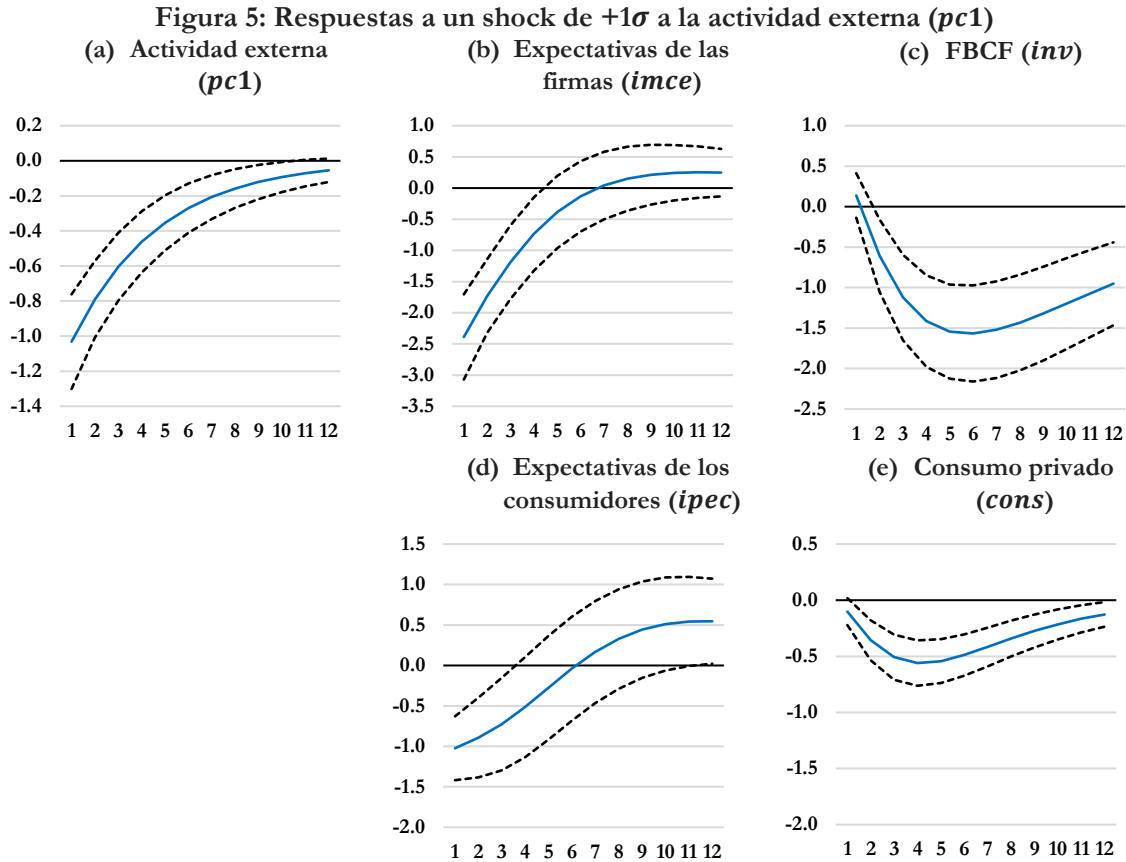 Figura 5: Respuestas a un shock de +1σ a la actividad externa (pc1)
(a) Actividad externa
(pc1)
0.2
0.0
-0.2
-0.4
-0.6
-0.8
-1.0
-1.2
-1.4
1 2 3 4 5 6 7 8 9 10 11 12
(b) Expectativas de las
firmas (imce)
1.0
0.5
0.0
-0.5
-1.0
-1.5
-2.0
-2.5
-3.0
-3.5
1 2 3 4 5 6 7 8 9 10 11 12
(c) FBCF (inv)
1.0
0.5
0.0
-0.5
-1.0
-1.5
-2.0
-2.5
1 2 3 4 5 6 7 8 9 10 11 12
(d) Expectativas de los
consumidores (ipec)
1.5
1.0
0.5
0.0
-0.5
-1.0
-1.5
-2.0
1 2 3 4 5 6 7 8 9 10 11 12
(e) Consumo privado
(cons)
0.5
0.0
-0.5
-1.0
-1.5
-2.0
1 2 3 4 5 6 7 8 9 10 11 12